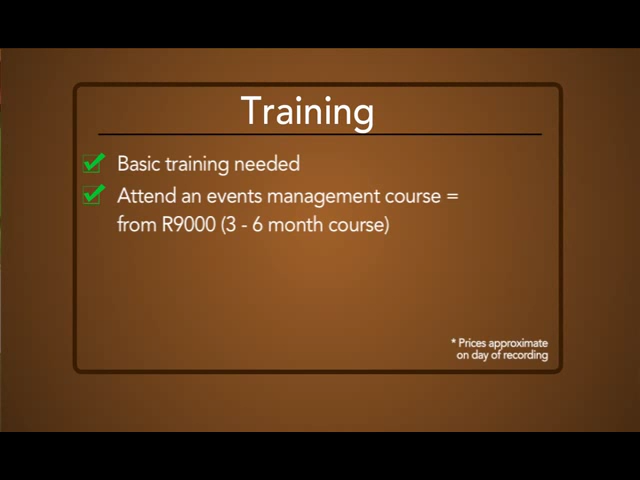 Training
Basic training needed
Attend an events management course =
from R9000 (3 - 6 month course)
* Prices approximate
on day of recording